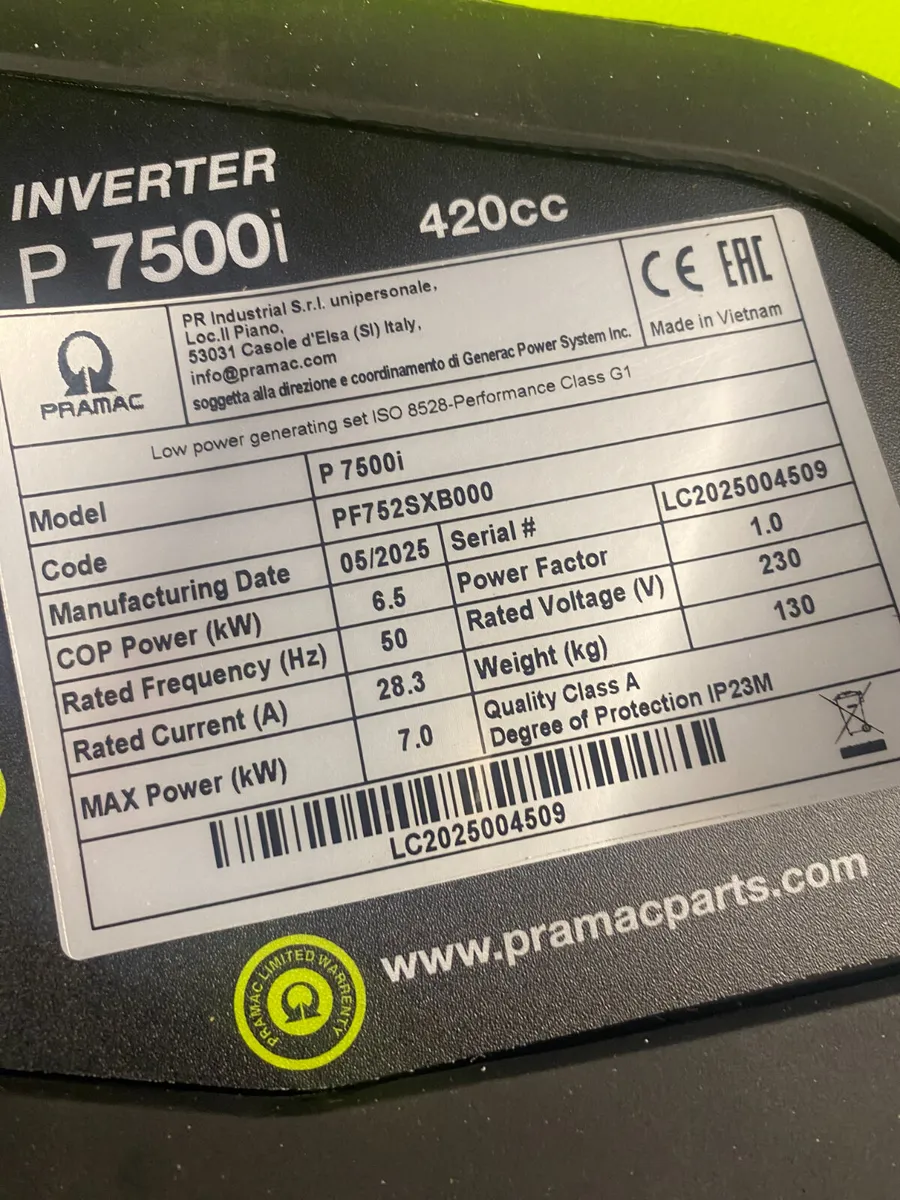 INVERTER
P 7500i
420cc
PRAMAC
PR Industrial S.r.l. unipersonale,
Loc.Il Piano,
53031 Casole d'Elsa (SI) Italy,
info@pramac.com
soggetta alla direzione e coordinamento di Generac Power System Inc.
CE EAC
Made in Vietnam
Low power generating set ISO 8528-Performance Class G1
Model P 7500i
Code PF752SXB000
Manufacturing Date 05/2025 Serial # LC2025004509
COP Power (kW) 6.5 Power Factor 1.0
Rated Frequency (Hz) 50 Rated Voltage (V) 230
Rated Current (A) 28.3 Weight (kg) 130
MAX Power (kW) 7.0 Quality Class A
Degree of Protection IP23M
LC2025004509
www.pramacparts.com
PRAMAC LIMITED WARRENTY